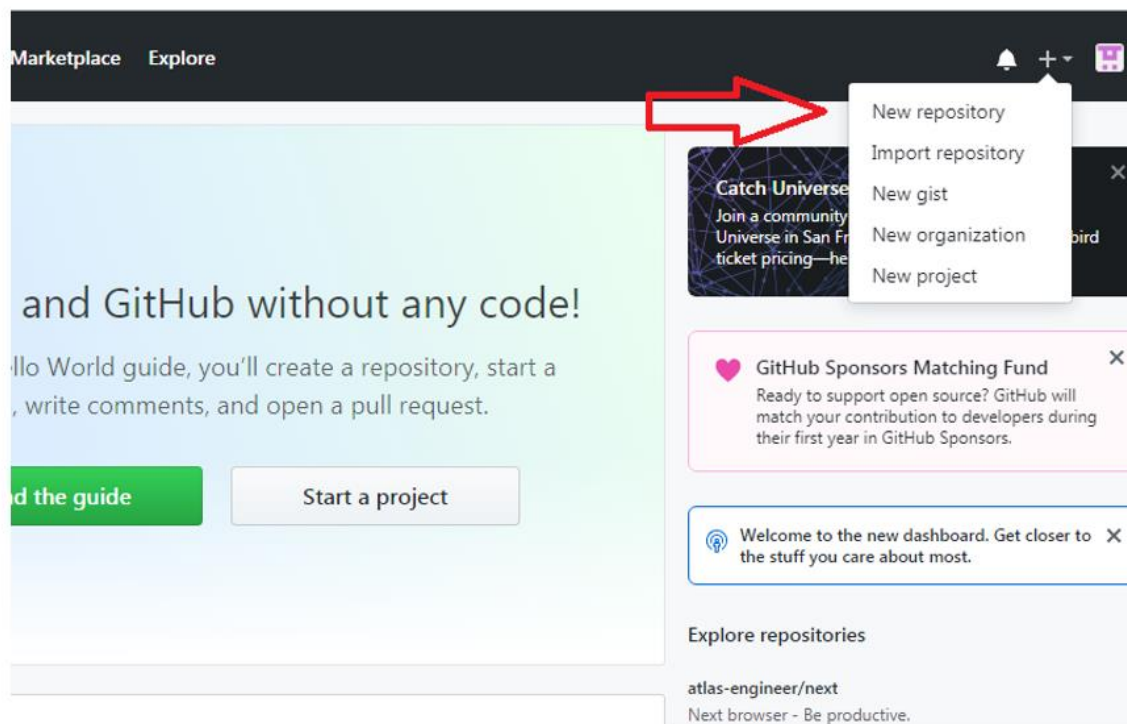 Marketplace Explore
New repository
Import repository
New gist
New organization
New project
Catch Universe
Join a community
Universe in San Fr bird
ticket pricing—he
and GitHub without any code!
llo World guide, you’ll create a repository, start a
, write comments, and open a pull request.
d the guide
Start a project
GitHub Sponsors Matching Fund
Ready to support open source? GitHub will
match your contribution to developers during
their first year in GitHub Sponsors.
Welcome to the new dashboard. Get closer to
the stuff you care about most.
Explore repositories
atlas-engineer/next
Next browser - Be productive.